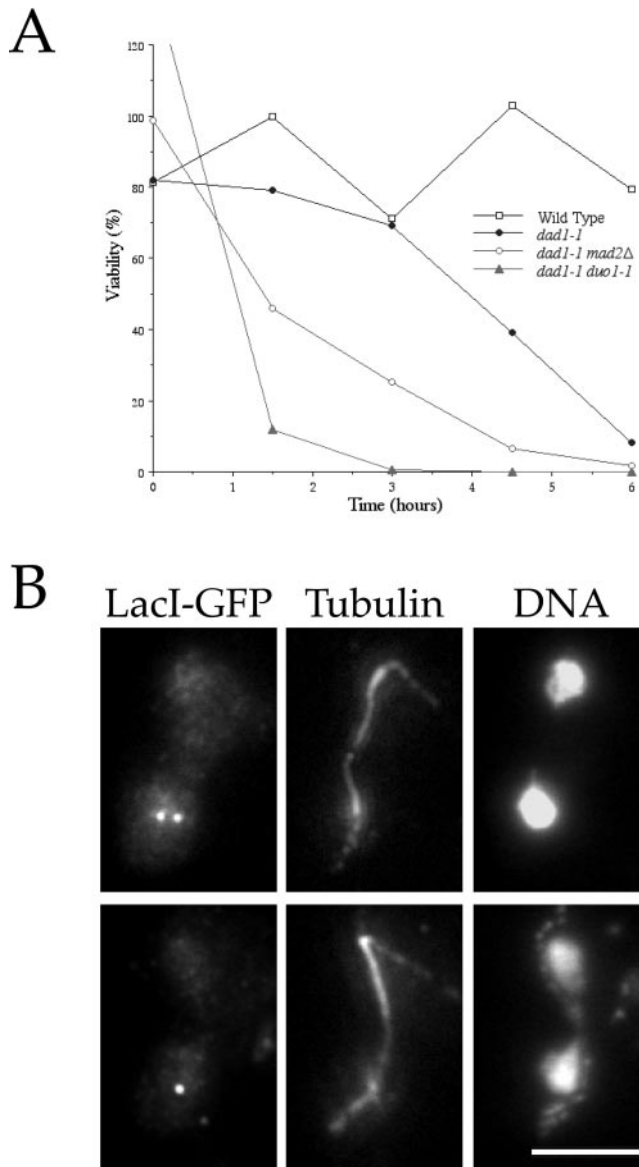 A
120
100
80
60
40
20
0
Viability (%)
0 1 2 3 4 5 6
Time (hours)
Wild Type
dad1-1
dad1-1 mad2Δ
dad1-1 duo1-1
B
LacI-GFP Tubulin DNA